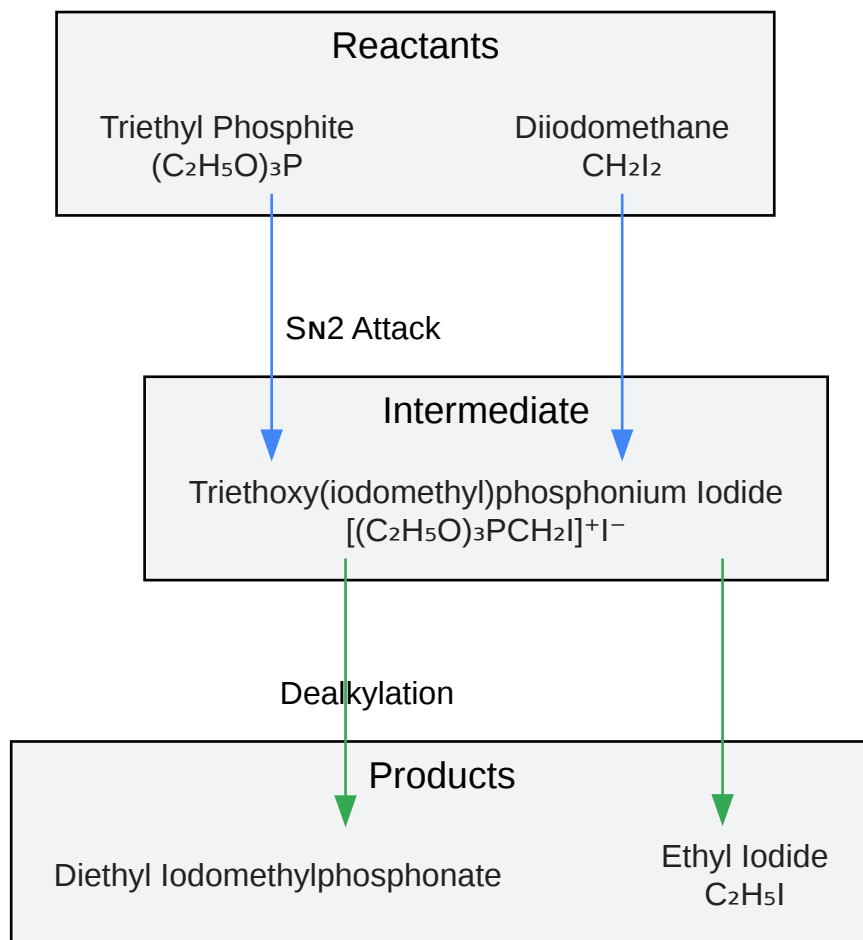 Reactants
Triethyl Phosphite
(C₂H₅O)₃P
Diiodomethane
CH₂I₂
Sɴ2 Attack
Intermediate
Triethoxy(iodomethyl)phosphonium Iodide
[(C₂H₅O)₃PCH₂I]⁺I⁻
Dealkylation
Products
Diethyl Iodomethylphosphonate
Ethyl Iodide
C₂H₅I